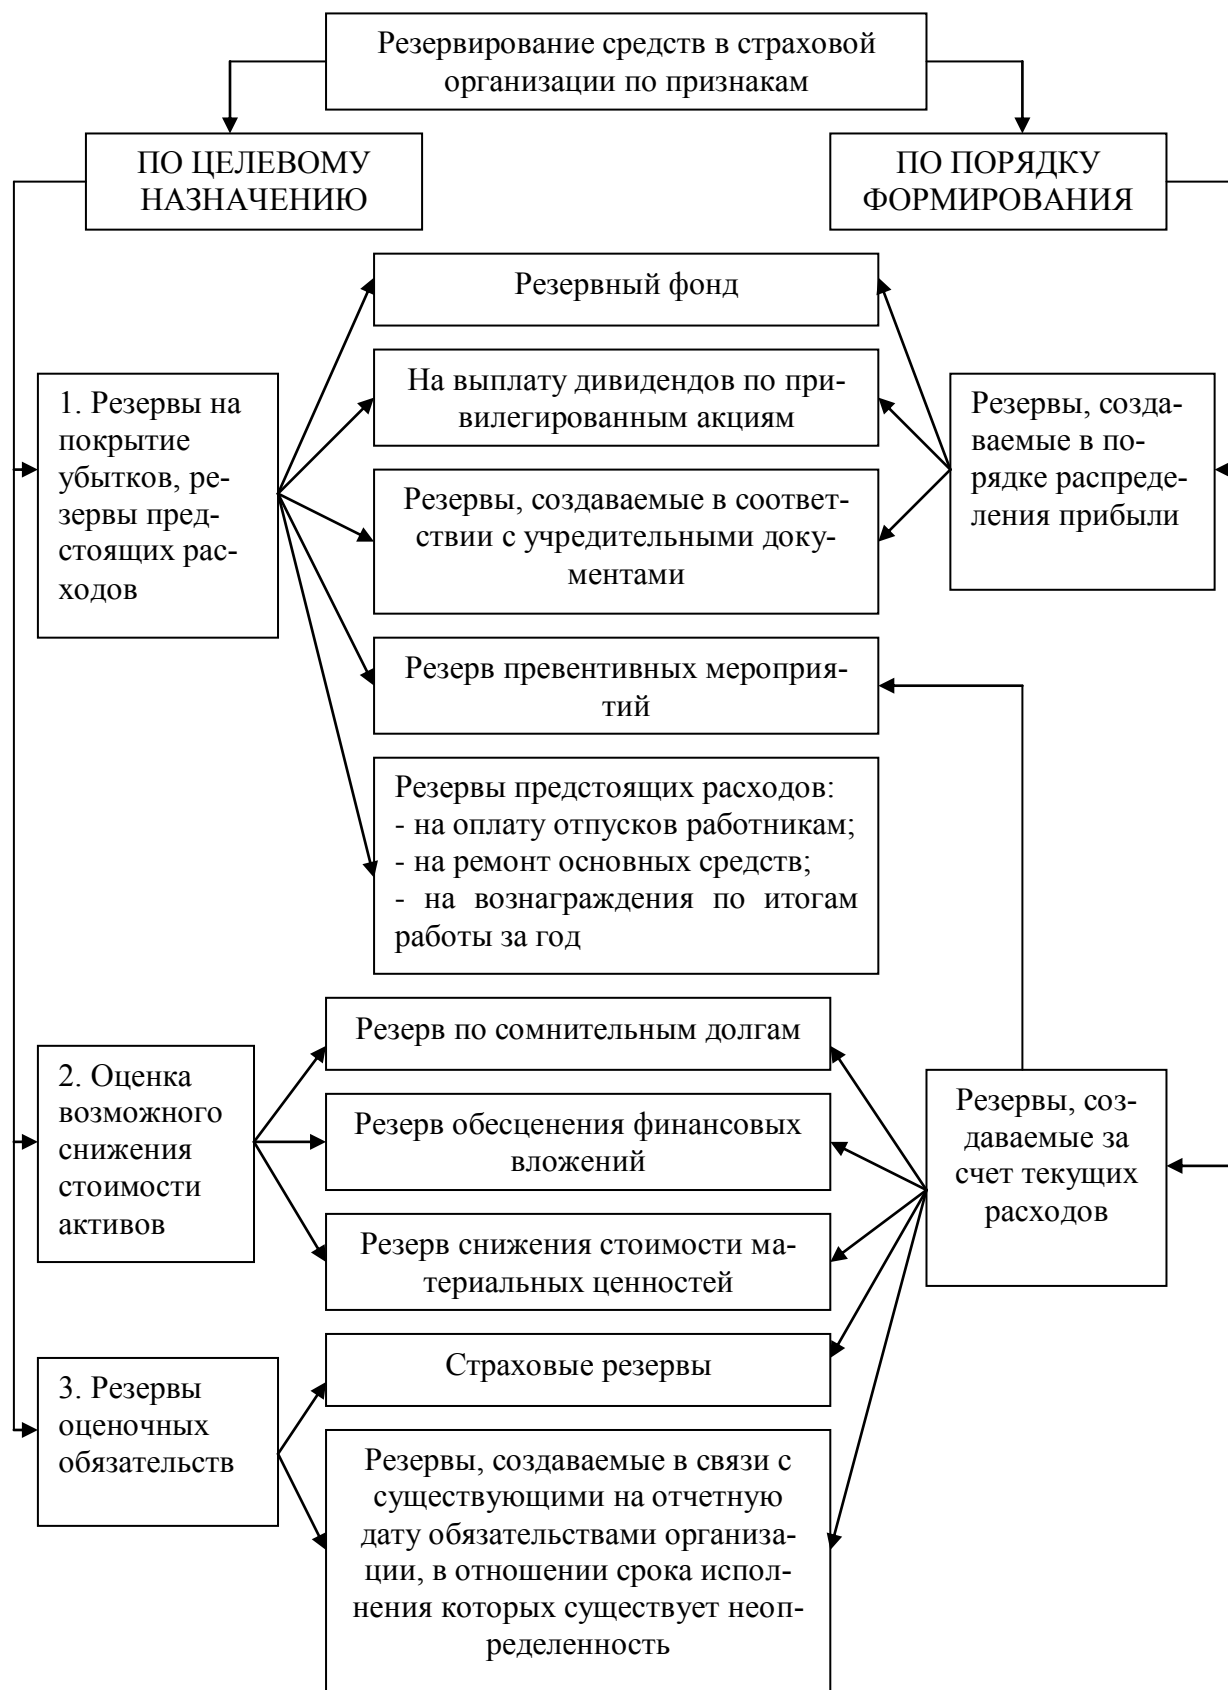 Резервирование средств в страховой
организации по признакам
ПО ЦЕЛЕВОМУ
НАЗНАЧЕНИЮ
ПО ПОРЯДКУ
ФОРМИРОВАНИЯ
Резервный фонд
На выплату дивидендов по при-
вилегированным акциям
Резервы, создаваемые в соответ-
ствии с учредительными доку-
ментами
Резерв превентивных мероприя-
тий
Резервы предстоящих расходов:
- на оплату отпусков работникам;
- на ремонт основных средств;
- на вознаграждения по итогам
работы за год
1. Резервы на
покрытие
убытков, ре-
зервы пред-
стоящих рас-
ходов
Резервы, созда-
ваемые в по-
рядке распреде-
ления прибыли
2. Оценка
возможного
снижения
стоимости
активов
Резерв по сомнительным долгам
Резерв обесценения финансовых
вложений
Резерв снижения стоимости ма-
териальных ценностей
Резервы, соз-
даваемые за
счет текущих
расходов
3. Резервы
оценочных
обязательств
Страховые резервы
Резервы, создаваемые в связи с
существующими на отчетную
дату обязательствами организа-
ции, в отношении срока испол-
нения которых существует неоп-
ределенность